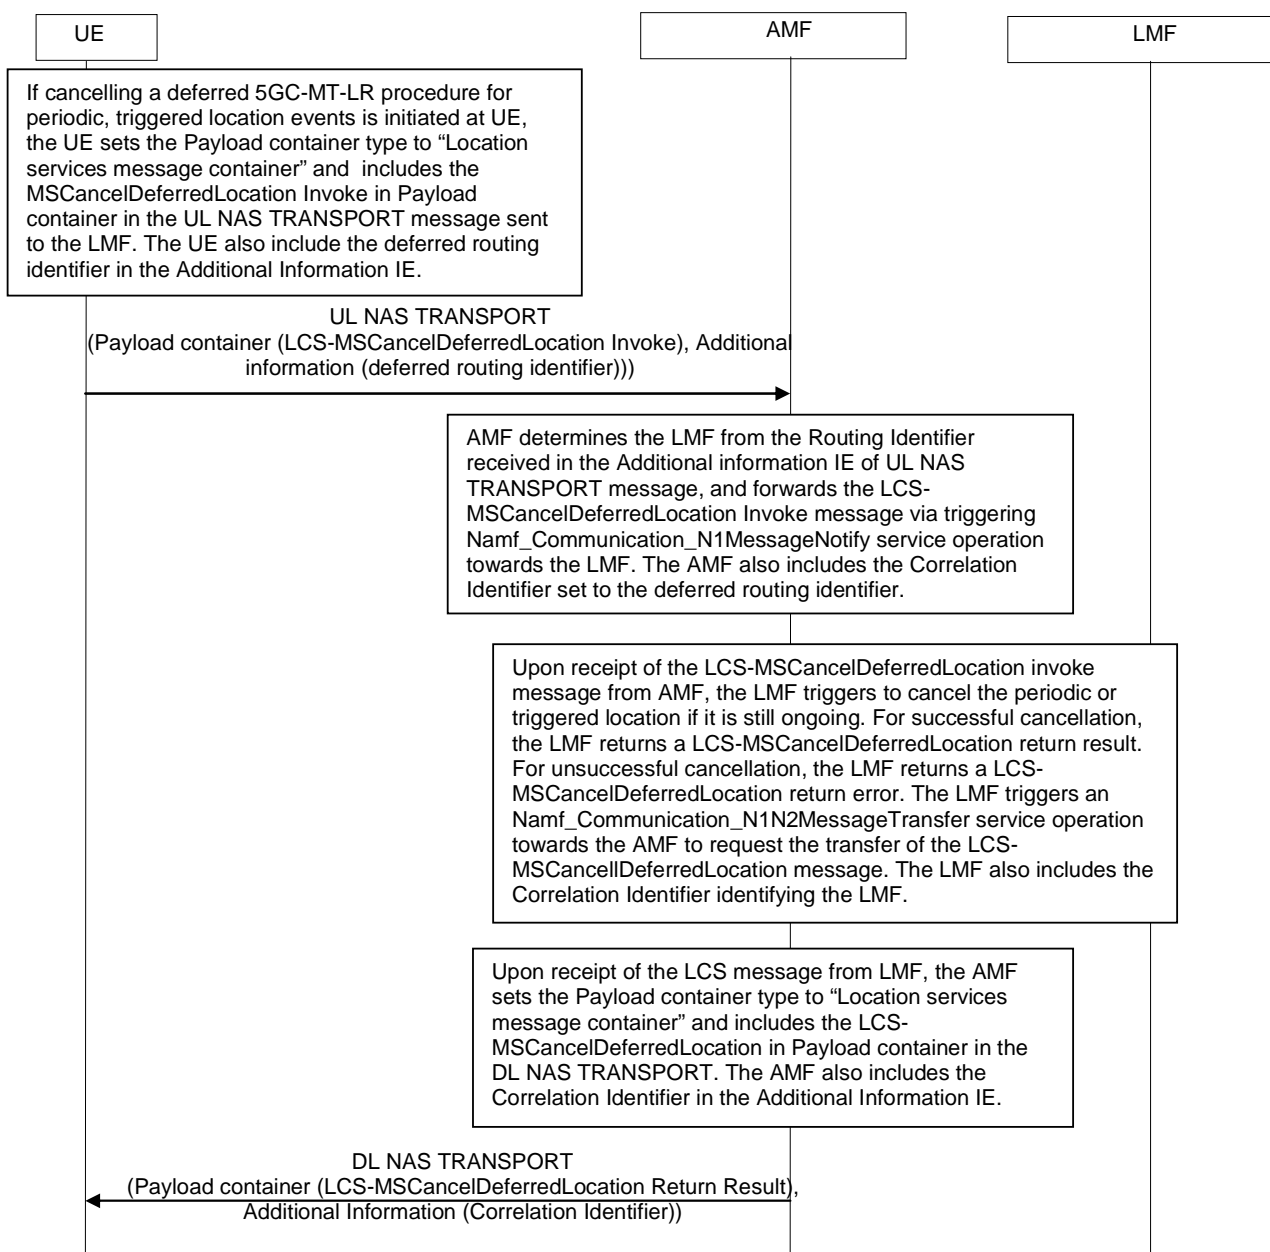 UE
AMF
LMF
If cancelling a deferred 5GC-MT-LR procedure for
periodic, triggered location events is initiated at UE,
the UE sets the Payload container type to “Location
services message container” and  includes the
MSCancelDeferredLocation Invoke in Payload
container in the UL NAS TRANSPORT message sent
to the LMF. The UE also include the deferred routing
identifier in the Additional Information IE.
UL NAS TRANSPORT
(Payload container (LCS-MSCancelDeferredLocation Invoke), Additional
information (deferred routing identifier)))
AMF determines the LMF from the Routing Identifier
received in the Additional information IE of UL NAS
TRANSPORT message, and forwards the LCS-
MSCancelDeferredLocation Invoke message via triggering
Namf_Communication_N1MessageNotify service operation
towards the LMF. The AMF also includes the Correlation
Identifier set to the deferred routing identifier.
Upon receipt of the LCS-MSCancelDeferredLocation invoke
message from AMF, the LMF triggers to cancel the periodic or
triggered location if it is still ongoing. For successful cancellation,
the LMF returns a LCS-MSCancelDeferredLocation return result.
For unsuccessful cancellation, the LMF returns a LCS-
MSCancelDeferredLocation return error. The LMF triggers an
Namf_Communication_N1N2MessageTransfer service operation
towards the AMF to request the transfer of the LCS-
MSCancellDeferredLocation message. The LMF also includes the
Correlation Identifier identifying the LMF.
Upon receipt of the LCS message from LMF, the AMF
sets the Payload container type to “Location services
message container” and includes the LCS-
MSCancelDeferredLocation in Payload container in the
DL NAS TRANSPORT. The AMF also includes the
Correlation Identifier in the Additional Information IE.
DL NAS TRANSPORT
(Payload container (LCS-MSCancelDeferredLocation Return Result),
Additional Information (Correlation Identifier))